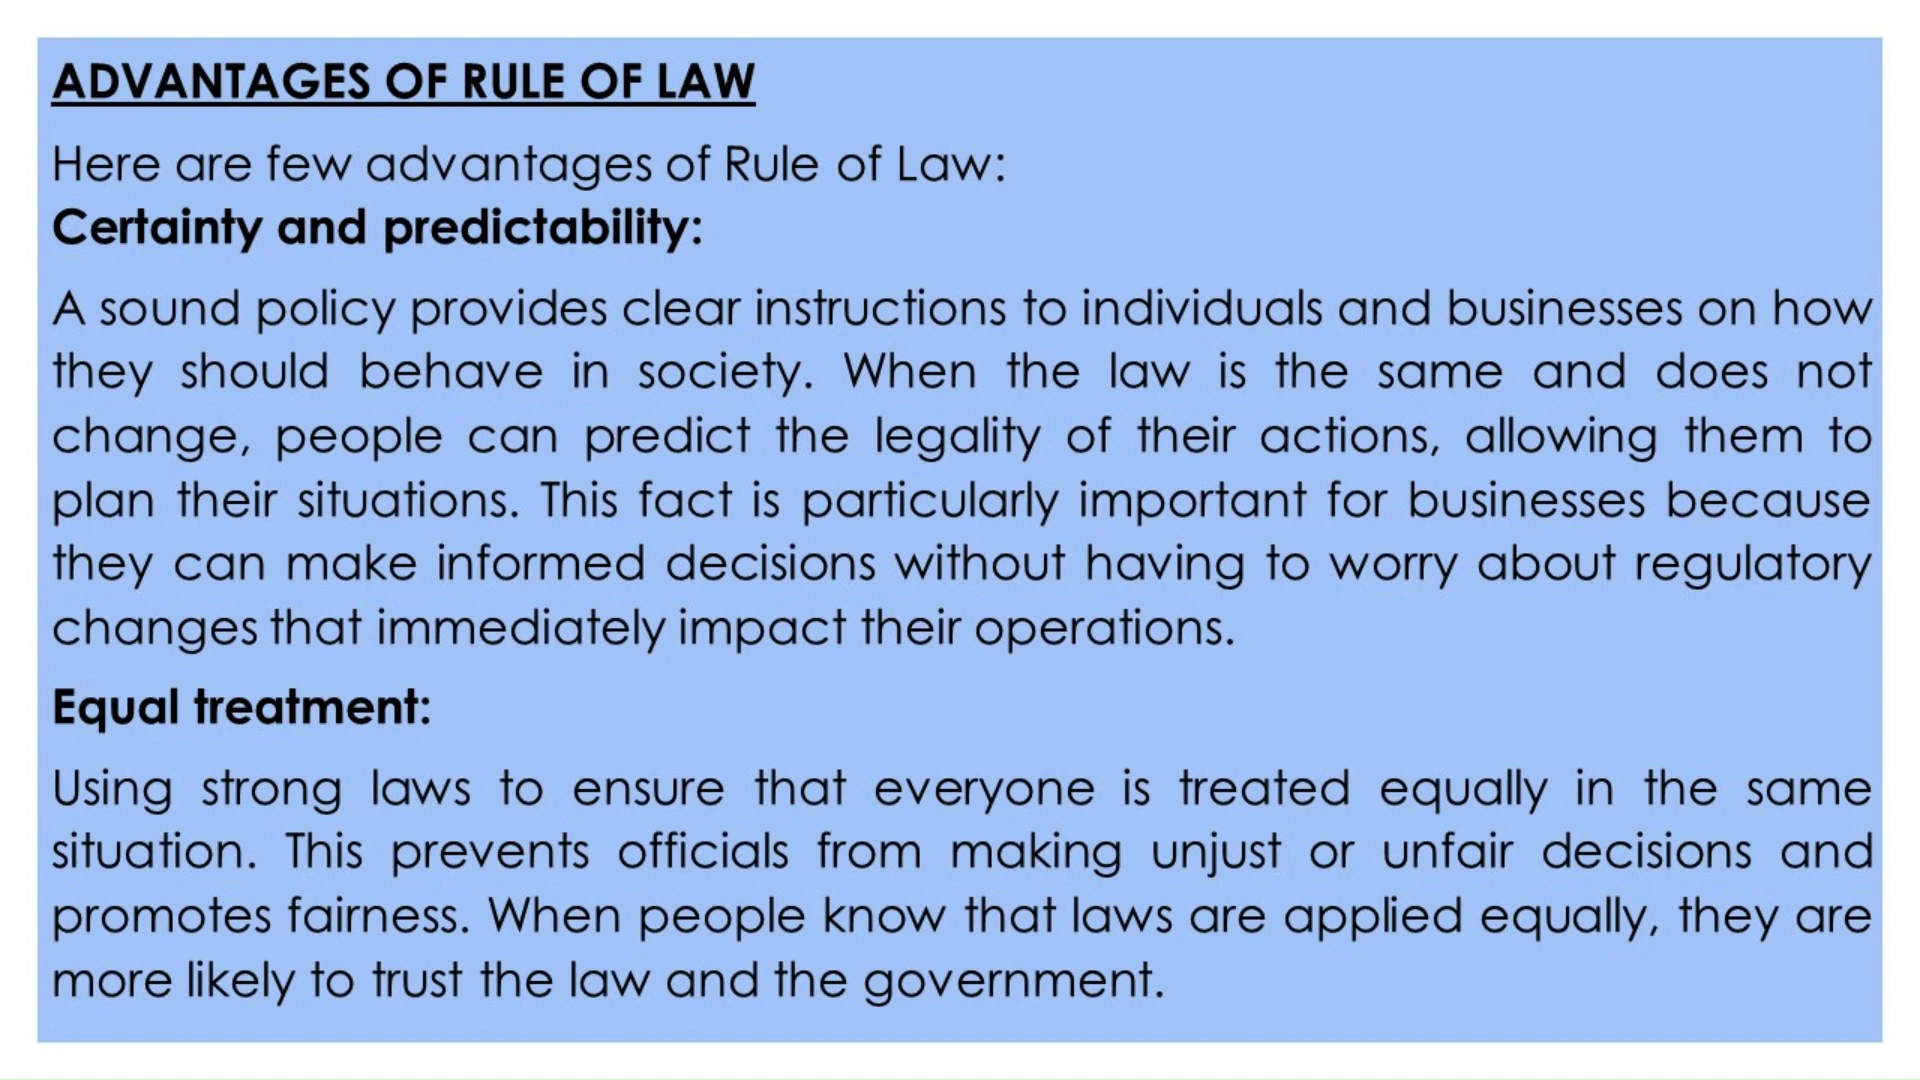 ADVANTAGES OF RULE OF LAW
Here are few advantages of Rule of Law:
Certainty and predictability:
A sound policy provides clear instructions to individuals and businesses on how
they should behave in society. When the law is the same and does not
change, people can predict the legality of their actions, allowing them to
plan their situations. This fact is particularly important for businesses because
they can make informed decisions without having to worry about regulatory
changes that immediately impact their operations.
Equal treatment:
Using strong laws to ensure that everyone is treated equally in the same
situation. This prevents officials from making unjust or unfair decisions and
promotes fairness. When people know that laws are applied equally, they are
more likely to trust the law and the government.